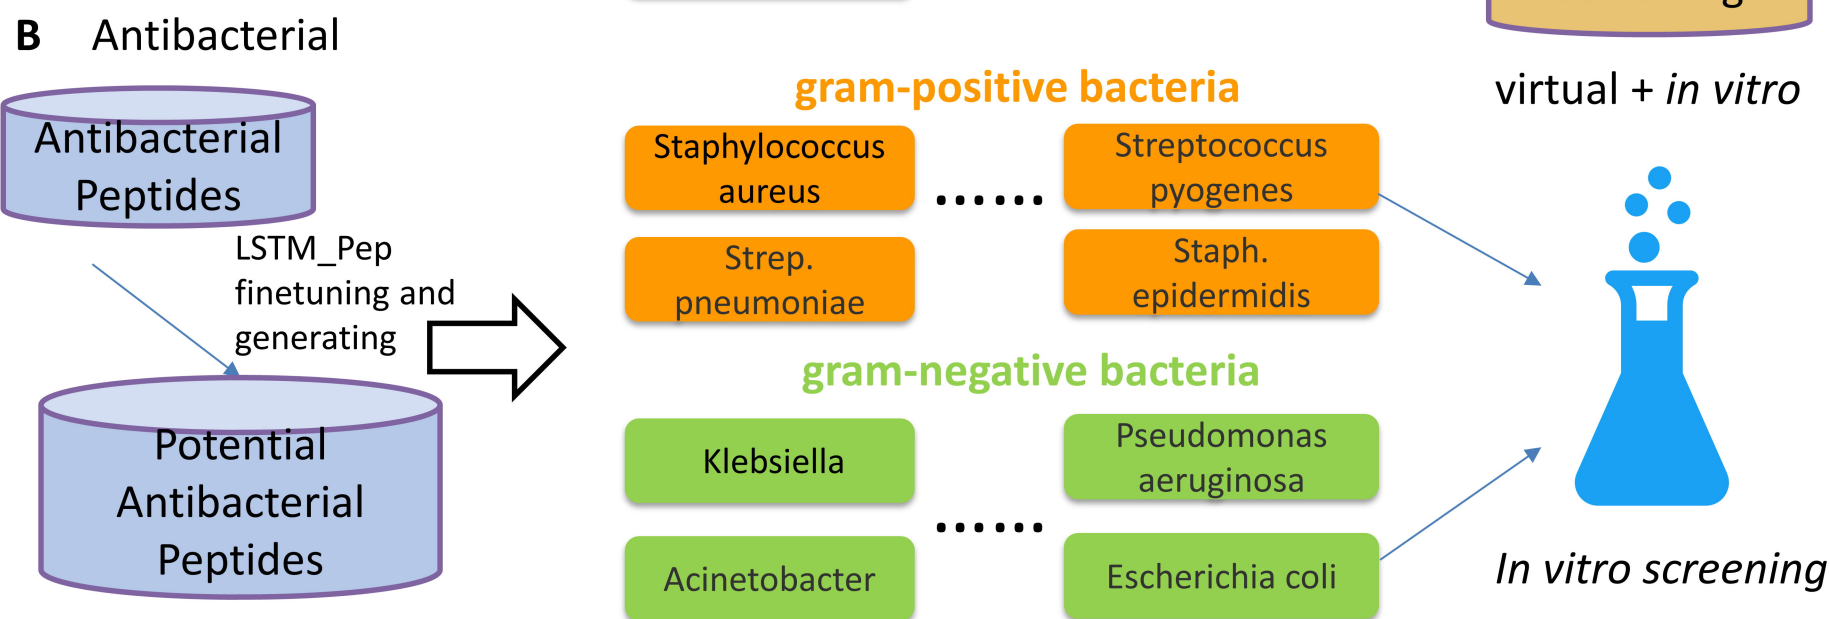 B Antibacterial
Antibacterial
Peptides
LSTM_Pep
finetuning and
generating
Potential
Antibacterial
Peptides
gram-positive bacteria
Staphylococcus
aureus
......
Streptococcus
pyogenes
Strep.
pneumoniae
Staph.
epidermidis
gram-negative bacteria
Klebsiella
Pseudomonas
aeruginosa
......
Acinetobacter
Escherichia coli
virtual + in vitro
In vitro screening